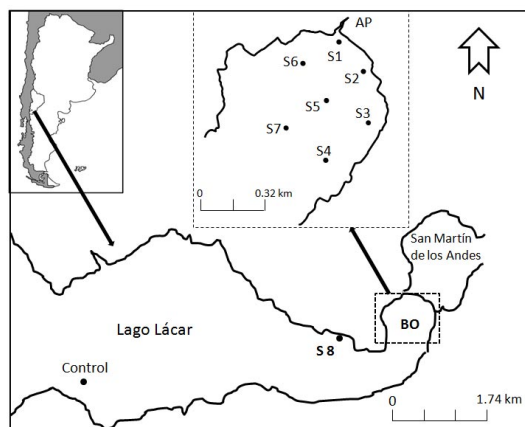 AP
S1
S6
S2
N
S5
S3
S7
S4
0
0.32 km
San Martín
de los Andes
BO
Lago Lácar
S 8
Control
0
1.74 km